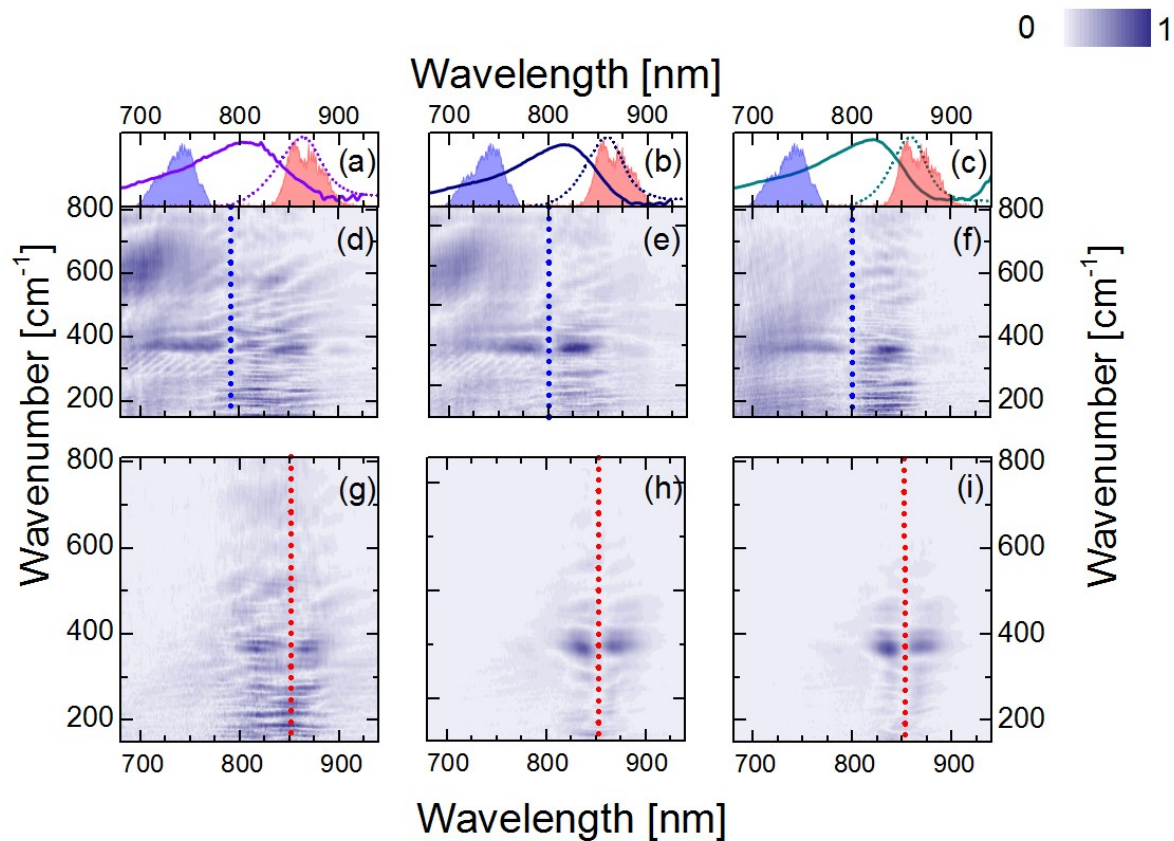 0 1
Wavelength [nm]
700 800 900 700 800 900 700 800 900
(a) (b) (c)
800 800
(d) (e) (f)
600 600
400 400
200 200
Wavenumber [cm-1]
Wavenumber [cm-1]
800 800
(g) (h) (i)
600 600
400 400
200 200
700 800 900 700 800 900 700 800 900
Wavelength [nm]